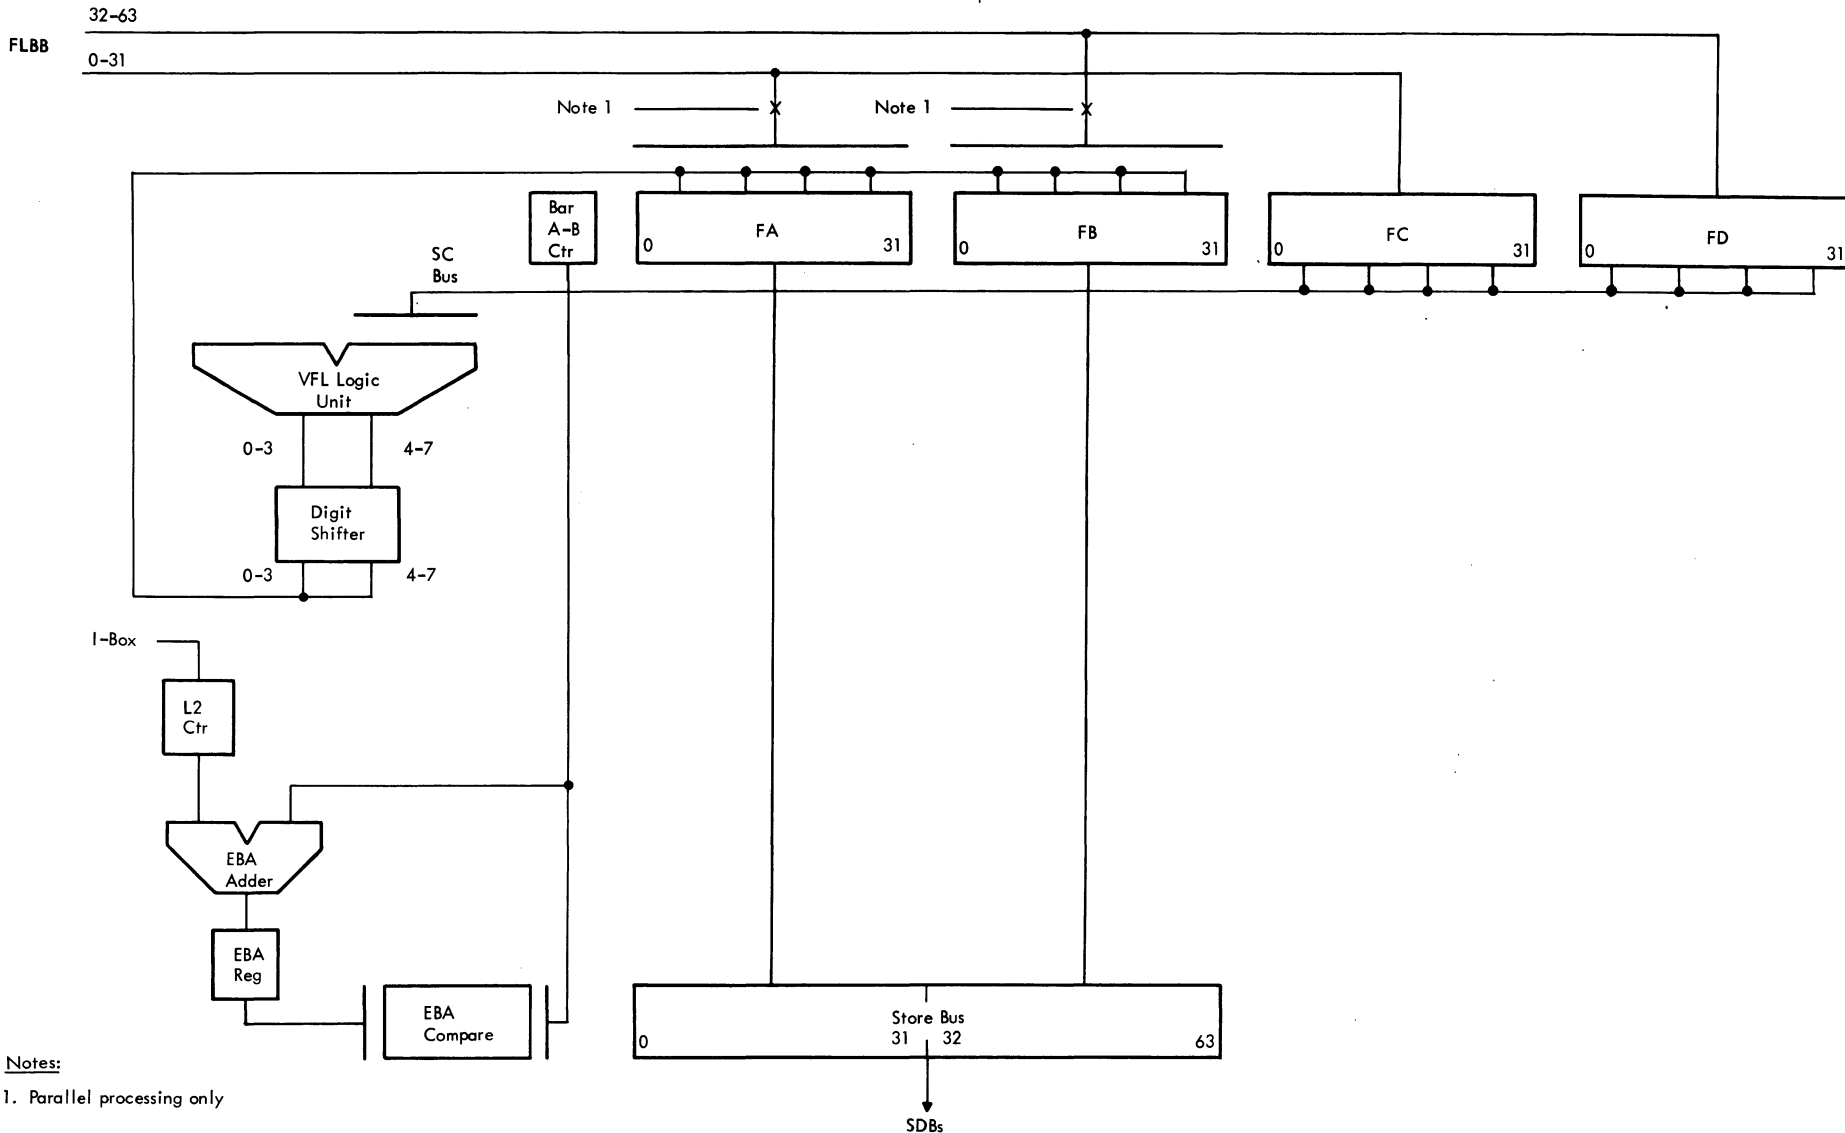 32-63
FLBB
0-31
Note 1
Note 1
Bar
A-B
Ctr
0
FA
31
0
FB
31
0
FC
31
0
FD
31
SC
Bus
VFL Logic
Unit
0-3
4-7
Digit
Shifter
0-3
4-7
I-Box
L2
Ctr
EBA
Adder
EBA
Reg
EBA
Compare
Store Bus
0
31
32
63
SDBs
Notes:
1. Parallel processing only